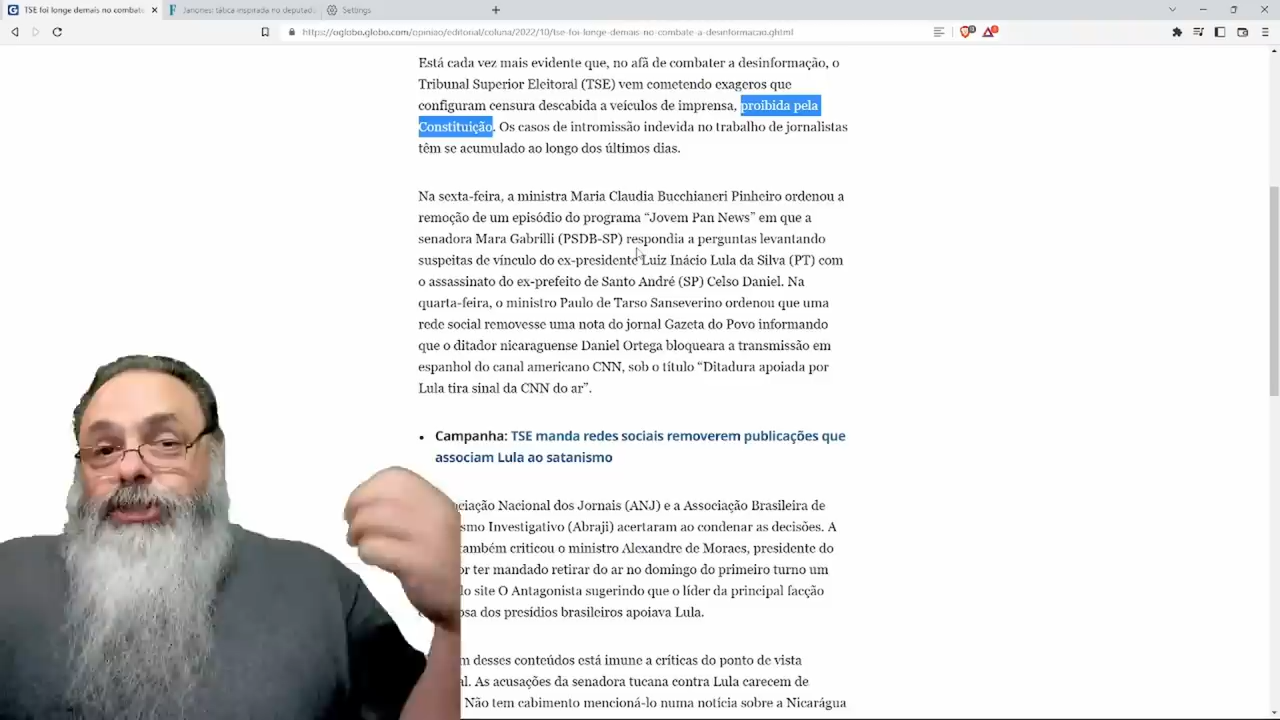 TSE foi longe demais no combate
Janones: tática inspirada no deputad
Settings
https://oglobo.globo.com/opiniao/editorial/coluna/2022/10/tse-foi-longe-demais-no-combate-a-desinformacao.ghtml
Está cada vez mais evidente que, no afã de combater a desinformação, o
Tribunal Superior Eleitoral (TSE) vem cometendo exageros que
configuram censura descabida a veículos de imprensa, proibida pela
Constituição. Os casos de intromissão indevida no trabalho de jornalistas
têm se acumulado ao longo dos últimos dias.
Na sexta-feira, a ministra Maria Claudia Bucchianeri Pinheiro ordenou a
remoção de um episódio do programa “Jovem Pan News” em que a
senadora Mara Gabrilli (PSDB-SP) respondia a perguntas levantando
suspeitas de vínculo do ex-presidente Luiz Inácio Lula da Silva (PT) com
o assassinato do ex-prefeito de Santo André (SP) Celso Daniel. Na
quarta-feira, o ministro Paulo de Tarso Sanseverino ordenou que uma
rede social removesse uma nota do jornal Gazeta do Povo informando
que o ditador nicaraguense Daniel Ortega bloqueara a transmissão em
espanhol do canal americano CNN, sob o título “Ditadura apoiada por
Lula tira sinal da CNN do ar”.
• Campanha: TSE manda redes sociais removerem publicações que
associam Lula ao satanismo
ciação Nacional dos Jornais (ANJ) e a Associação Brasileira de
smo Investigativo (Abraji) acertaram ao condenar as decisões. A
também criticou o ministro Alexandre de Moraes, presidente do
or ter mandado retirar do ar no domingo do primeiro turno um
lo site O Antagonista sugerindo que o líder da principal facção
osa dos presídios brasileiros apoiava Lula.
m desses conteúdos está imune a críticas do ponto de vista
al. As acusações da senadora tucana contra Lula carecem de
Não tem cabimento mencioná-lo numa notícia sobre a Nicarágua